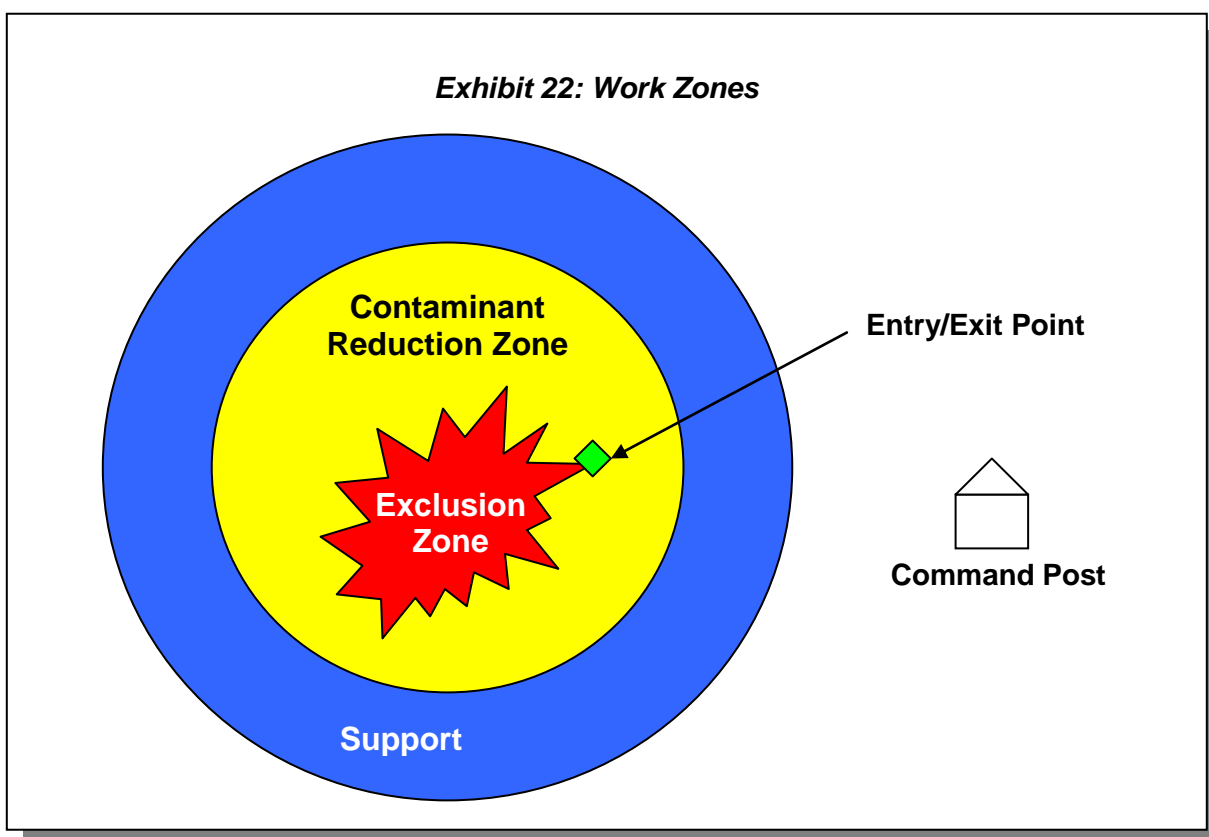 Exhibit 22: Work Zones
Contaminant
Reduction Zone
Entry/Exit Point
Exclusion
Zone
Command Post
Support